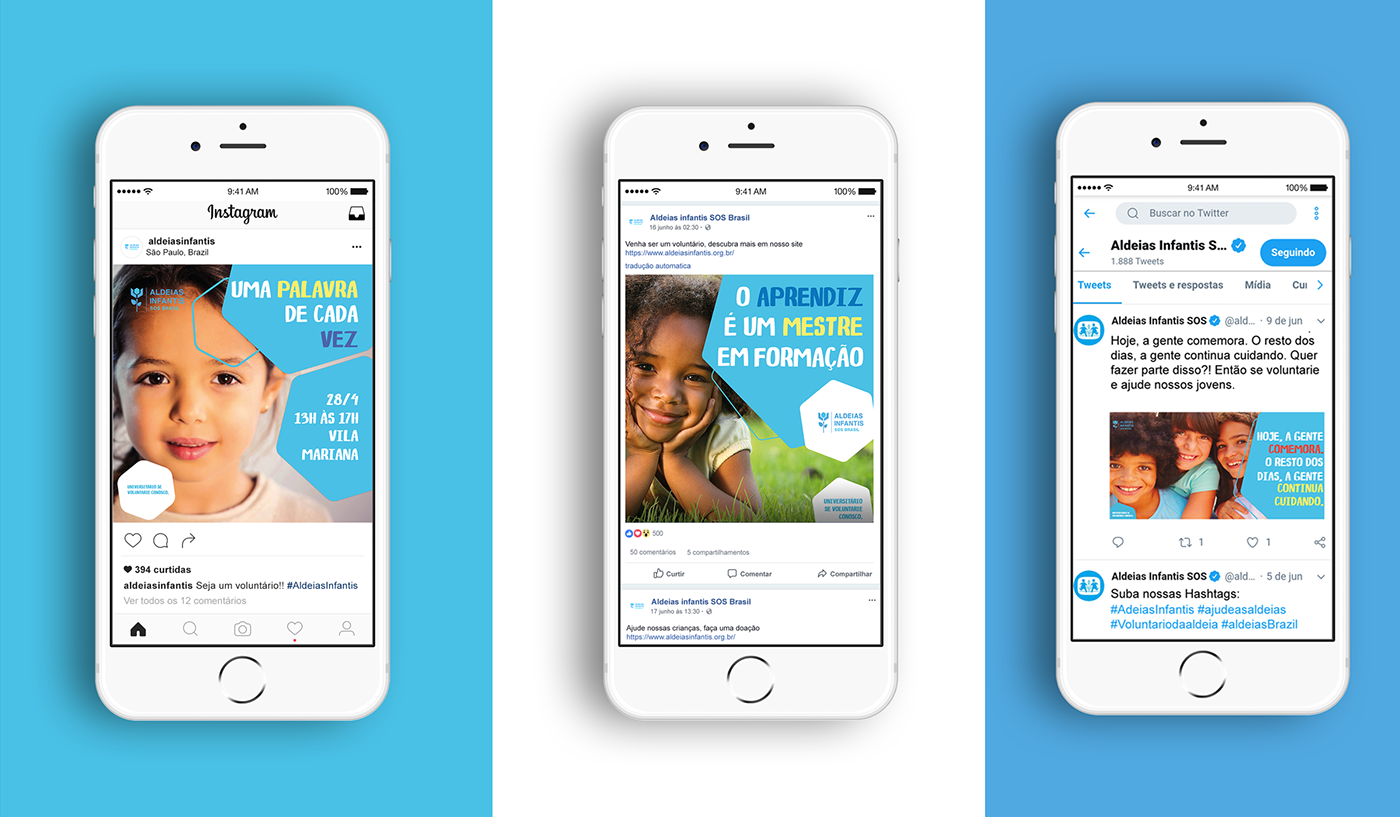 9:41 AM
100%
Instagram
aldeiasinfantis
São Paulo, Brazil
ALDEIAS
INFANTIS
SOS BRASIL
UMA PALAVRA
DE CADA
VEZ
28/4
13H ÀS 17H
VILA
MARIANA
UNIVERSITÁRIO
SE VOLUNTARIE CONOSCO.
394 curtidas
aldeiasinfantis Seja um voluntário!! #AldeiasInfantis
Ver todos os 12 comentários
9:41 AM
100%
Aldeias infantis SOS Brasil
16 junho às 02:30
Venha ser um voluntário, descubra mais em nosso site
https://www.aldeiasinfantis.org.br/
tradução automatica
O APRENDIZ
É UM MESTRE
EM FORMAÇÃO
ALDEIAS
INFANTIS
SOS BRASIL
UNIVERSITÁRIO
SE VOLUNTARIE
CONOSCO.
500
50 comentários 5 compartilhamentos
Curtir Comentar Compartilhar
Aldeias infantis SOS Brasil
17 junho às 13:30
Ajude nossas crianças, faça uma doação
https://www.aldeiasinfantis.org.br/
9:41 AM
100%
Buscar no Twitter
Aldeias Infantis S...
1.888 Tweets
Seguindo
Tweets Tweets e respostas Mídia Cur
Aldeias Infantis SOS @ald... · 9 de jun
Hoje, a gente comemora. O resto dos
dias, a gente continua cuidando. Quer
fazer parte disso?! Então se voluntarie
e ajude nossos jovens.
ALDEIAS
INFANTIS
HOJE, A GENTE
COMEMORA.
O RESTO DOS
DIAS, A GENTE
CONTINUA
CUIDANDO.
1 1
Aldeias Infantis SOS @ald... · 5 de jun
Suba nossas Hashtags:
#AdeiasInfantis #ajudeasaldeias
#Voluntariodaaldeia #aldeiasBrazil